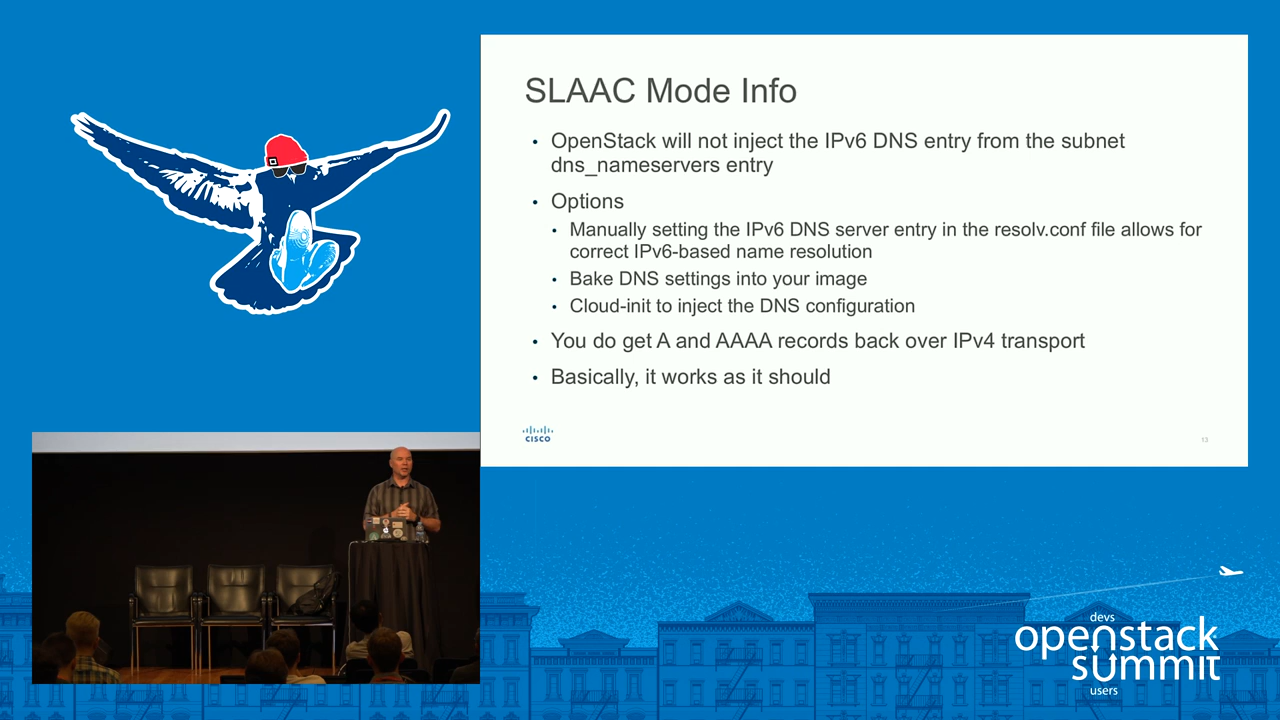 SLAAC Mode Info
• OpenStack will not inject the IPv6 DNS entry from the subnet
dns_nameservers entry
• Options
• Manually setting the IPv6 DNS server entry in the resolv.conf file allows for
correct IPv6-based name resolution
• Bake DNS settings into your image
• Cloud-init to inject the DNS configuration
• You do get A and AAAA records back over IPv4 transport
• Basically, it works as it should
CISCO
13
devs
openstack
summit
users